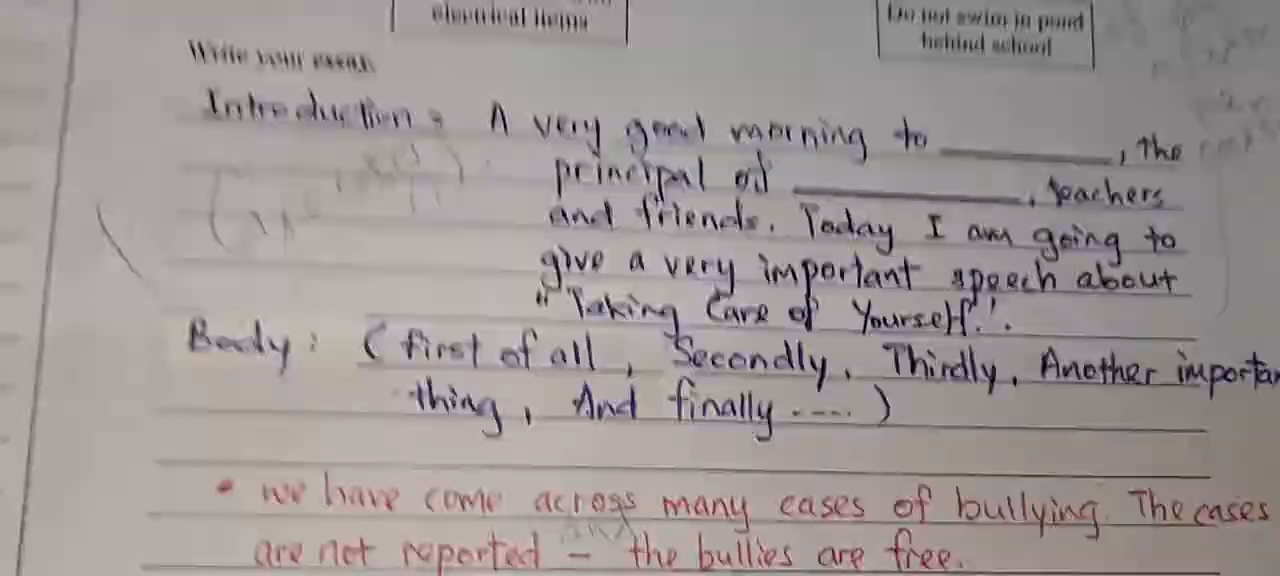 electrical items
Do not swim in pond
behind school
Write your essay.
Introduction : A very good morning to ________, the
principal of ________, teachers
and friends. Today I am going to
give a very important speech about
"Taking Care of Yourself".
Body : (first of all, Secondly, Thirdly, Another importan
thing, And finally .....)
• we have come across many cases of bullying. The cases
are not reported - the bullies are free.